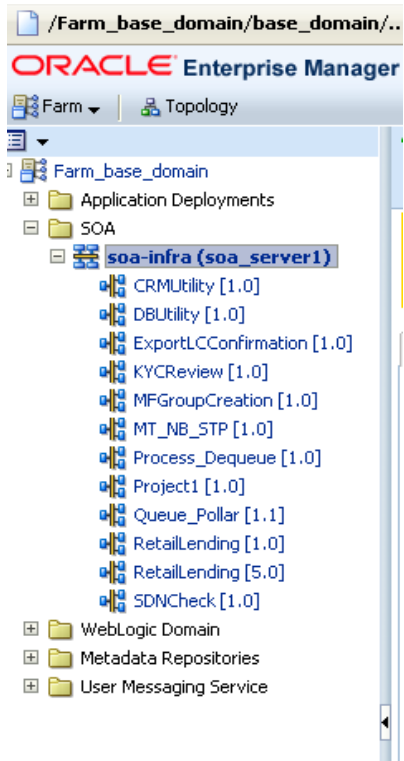 /Farm_base_domain/base_domain/..
ORACLE Enterprise Manager
Farm Topology
Farm_base_domain
Application Deployments
SOA
soa-infra (soa_server1)
CRMUtility [1.0]
DBUtility [1.0]
ExportLCConfirmation [1.0]
KYCReview [1.0]
MFGroupCreation [1.0]
MT_NB_STP [1.0]
Process_Dequeue [1.0]
Project1 [1.0]
Queue_Pollar [1.1]
RetailLending [1.0]
RetailLending [5.0]
SDNCheck [1.0]
WebLogic Domain
Metadata Repositories
User Messaging Service